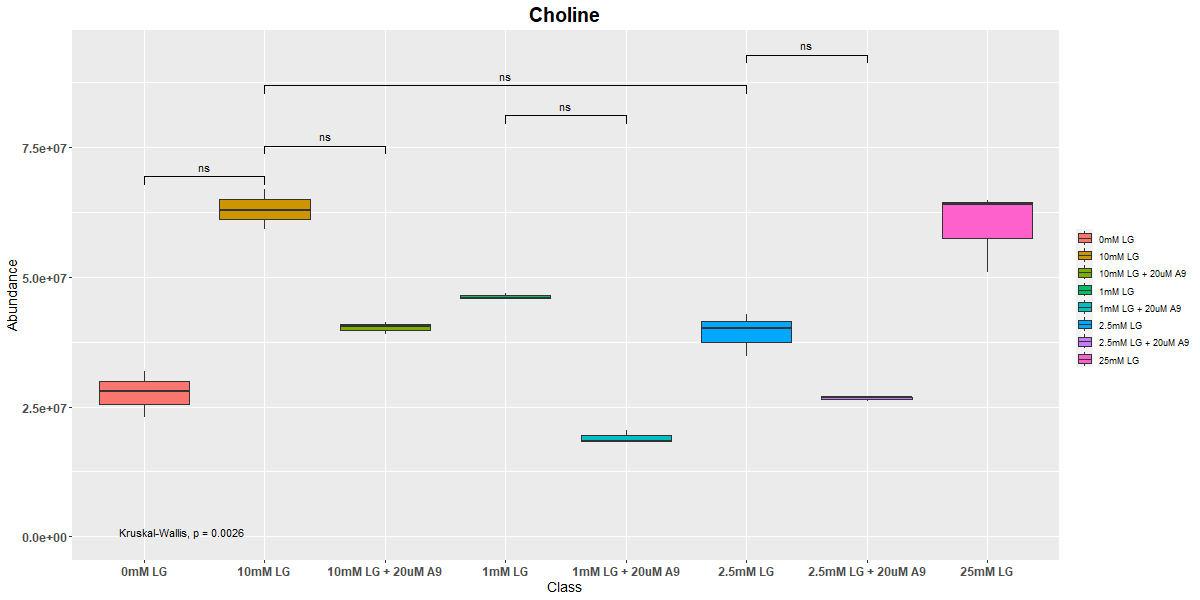 Choline
ns
ns
ns
ns
ns
7.5e+07
5.0e+07
2.5e+07
0.0e+00
Abundance
Kruskal-Wallis, p = 0.0026
0mM LG
10mM LG
10mM LG + 20uM A9
1mM LG
1mM LG + 20uM A9
2.5mM LG
2.5mM LG + 20uM A9
25mM LG
Class
0mM LG
10mM LG
10mM LG + 20uM A9
1mM LG
1mM LG + 20uM A9
2.5mM LG
2.5mM LG + 20uM A9
25mM LG